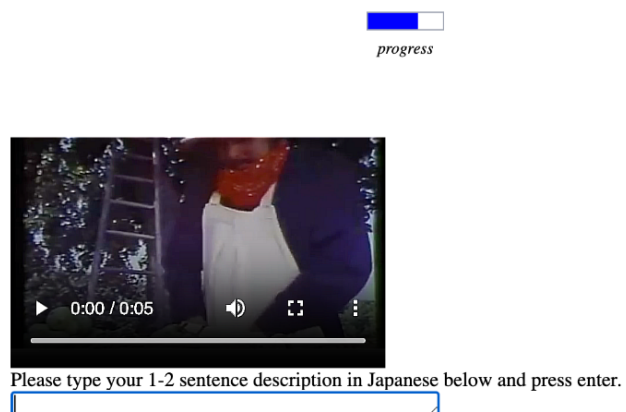 progress
0:00 / 0:05
Please type your 1-2 sentence description in Japanese below and press enter.